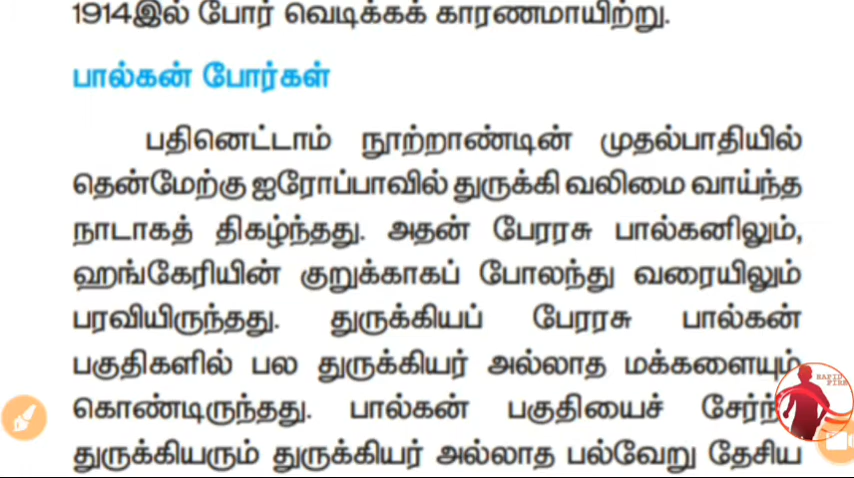 1914இல் போர் வெடிக்கக் காரணமாயிற்று.
பால்கன் போர்கள்
பதினெட்டாம் நூற்றாண்டின் முதல்பாதியில்
தென்மேற்கு ஐரோப்பாவில் துருக்கி வலிமை வாய்ந்த
நாடாகத் திகழ்ந்தது. அதன் பேரரசு பால்கனிலும்,
ஹங்கேரியின் குறுக்காகப் போலந்து வரையிலும்
பரவியிருந்தது. துருக்கியப் பேரரசு பால்கன்
பகுதிகளில் பல துருக்கியர் அல்லாத மக்களையும்
கொண்டிருந்தது. பால்கன் பகுதியைச்
துருக்கியரும் துருக்கியர் அல்லாத பல்வேறு தேசிய
RAPID
FIRE